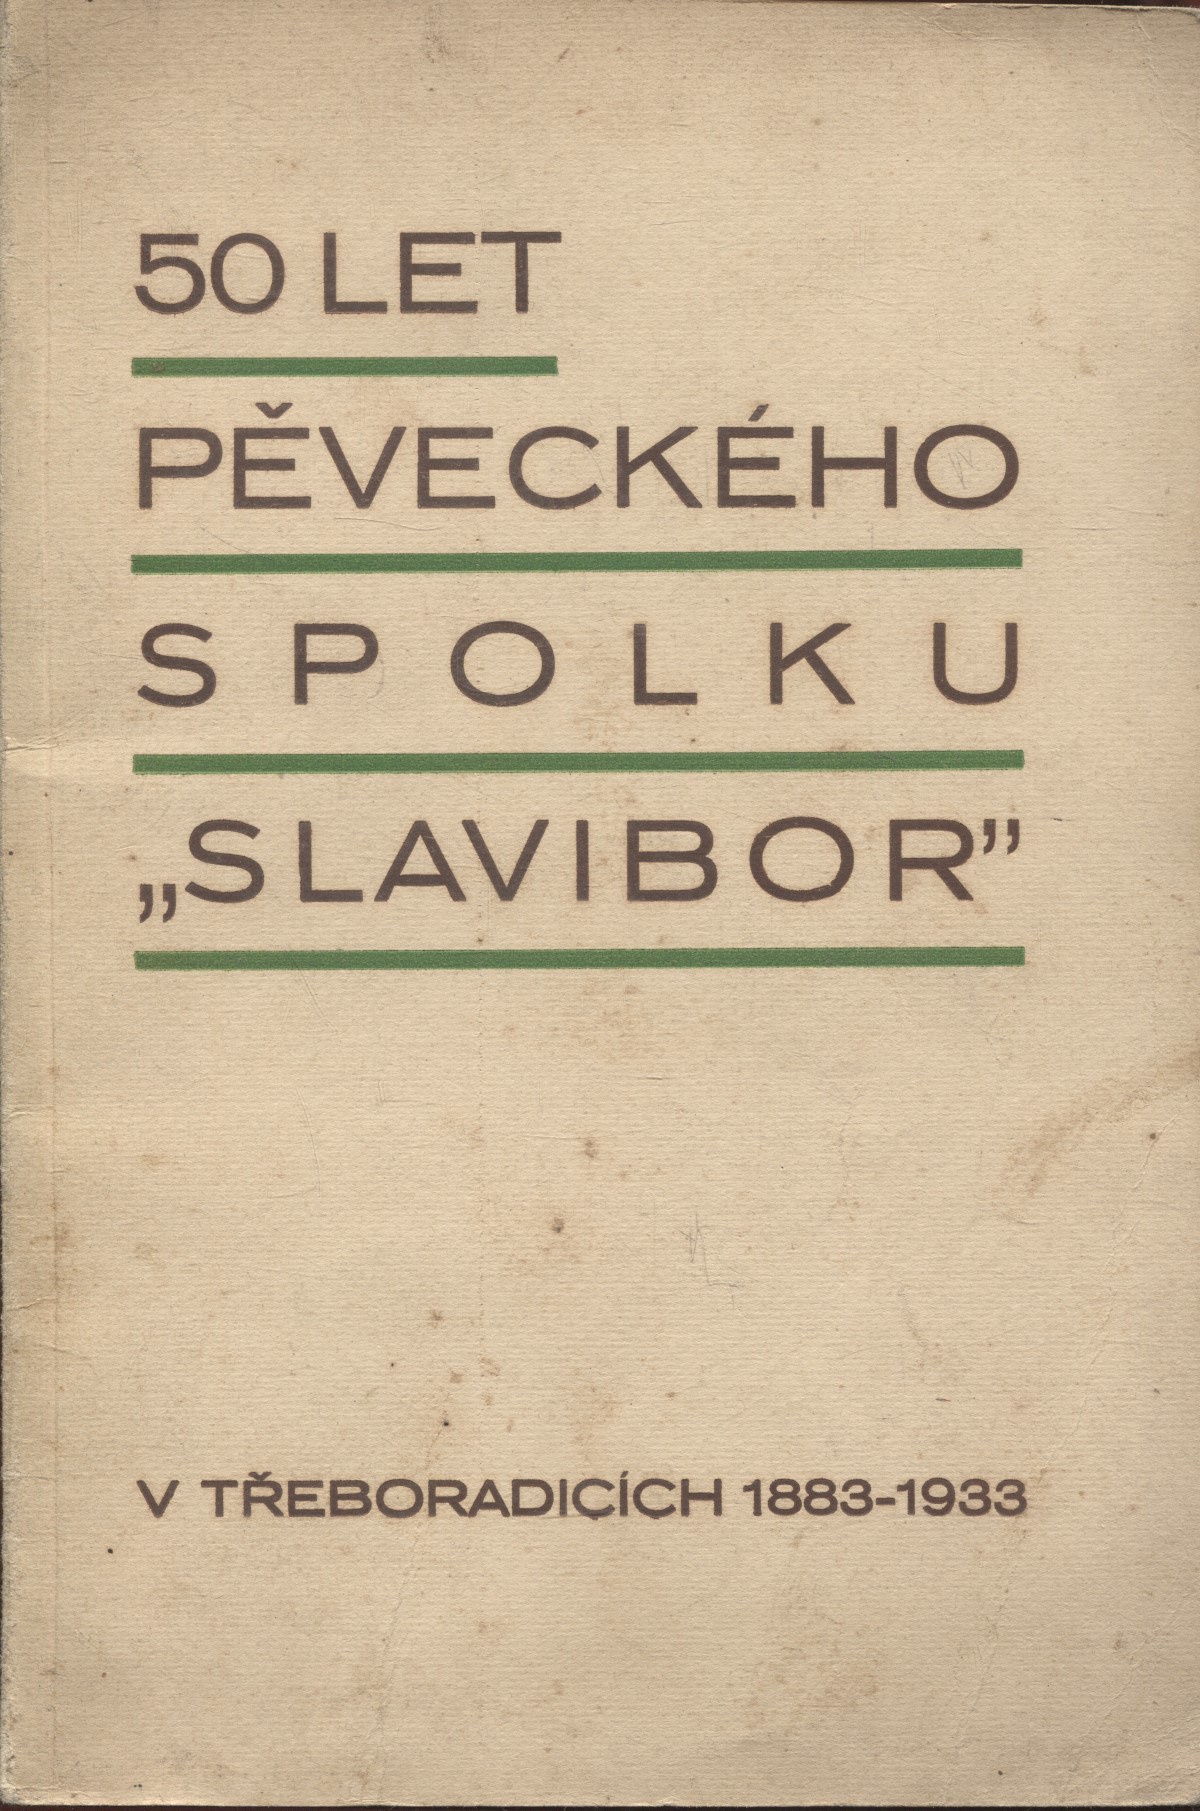 50 LET
PĚVECKÉHO
SPOLKU
„SLAVIBOR”
V TŘEBORADICÍCH 1883-1933